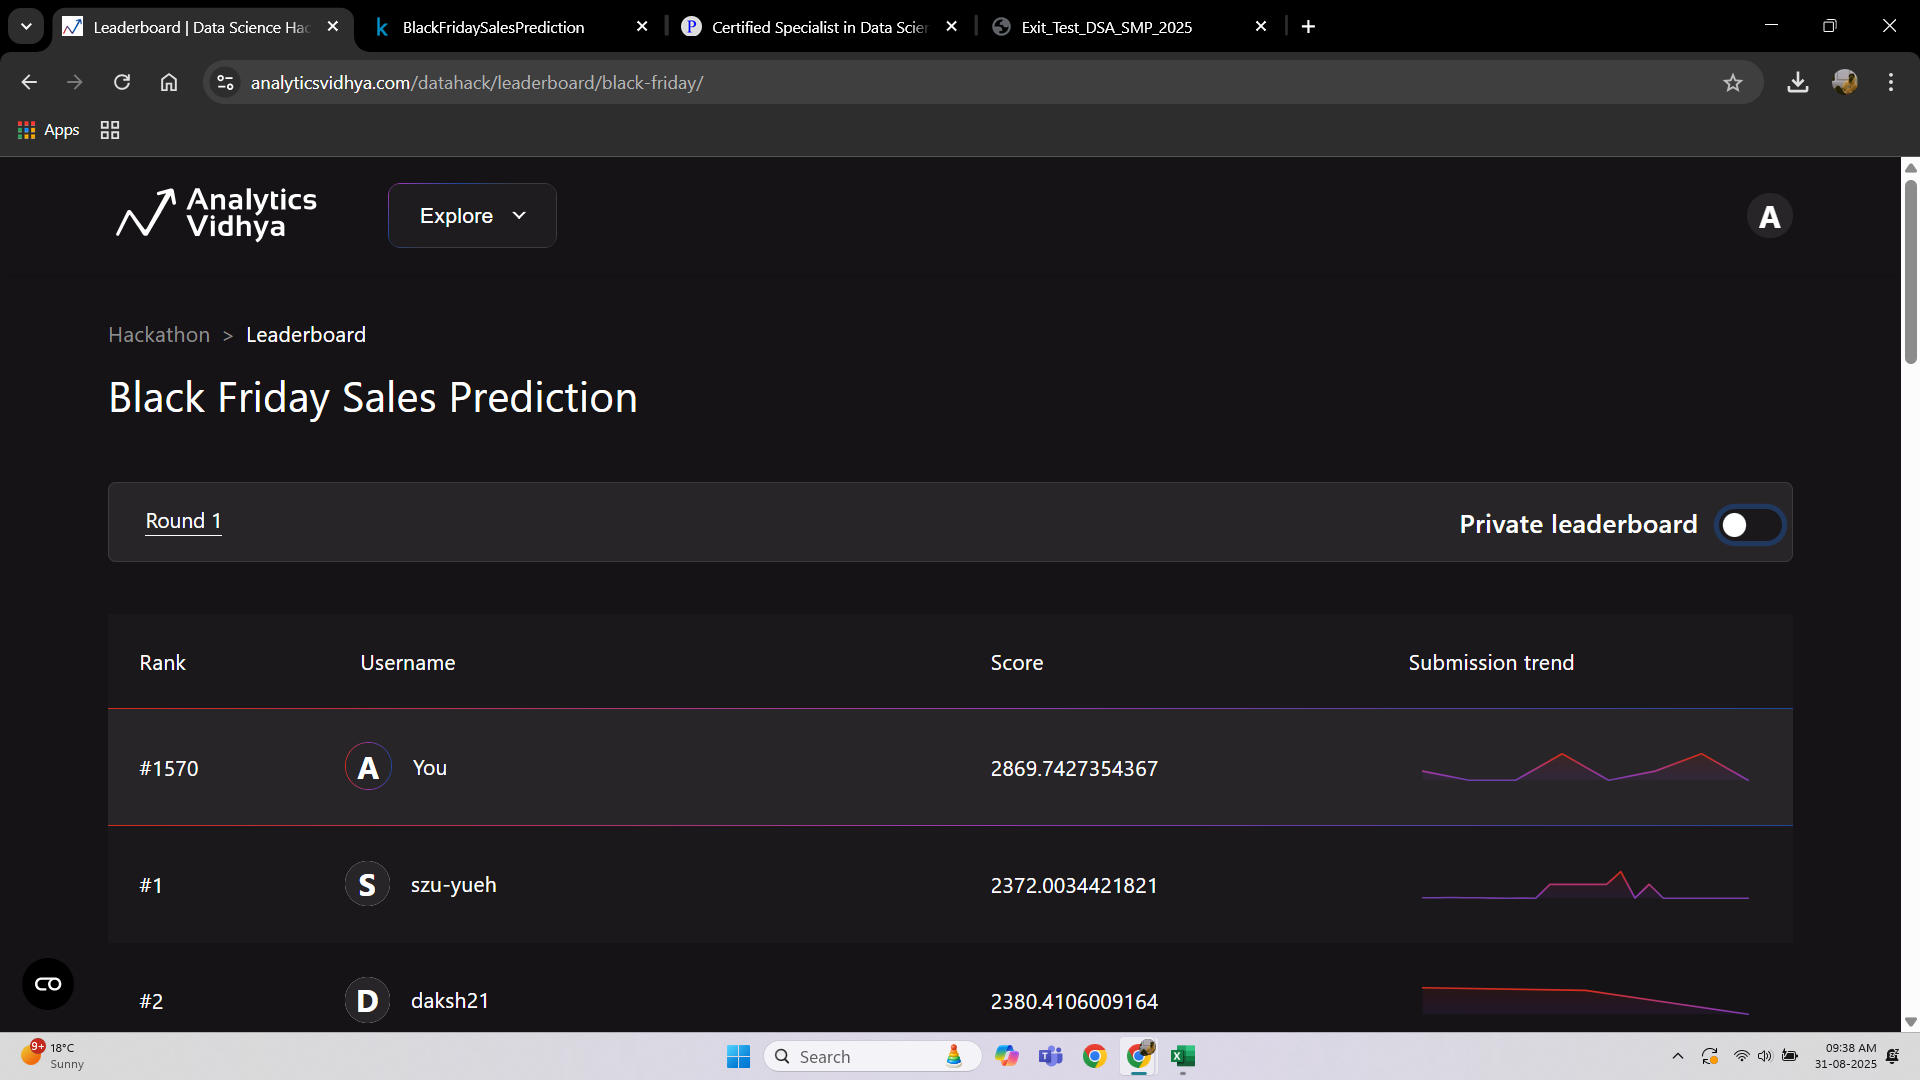 Leaderboard | Data Science Hac
BlackFridaySalesPrediction
Certified Specialist in Data Scier
Exit_Test_DSA_SMP_2025
analyticsvidhya.com/datahack/leaderboard/black-friday/
Apps
Analytics
Vidhya
Explore
A
Hackathon > Leaderboard
Black Friday Sales Prediction
Round 1
Private leaderboard
Rank Username Score Submission trend
#1570 A You 2869.7427354367
#1 S szu-yueh 2372.0034421821
#2 D daksh21 2380.4106009164
9+ 18°C
Sunny
Search
09:38 AM
31-08-2025